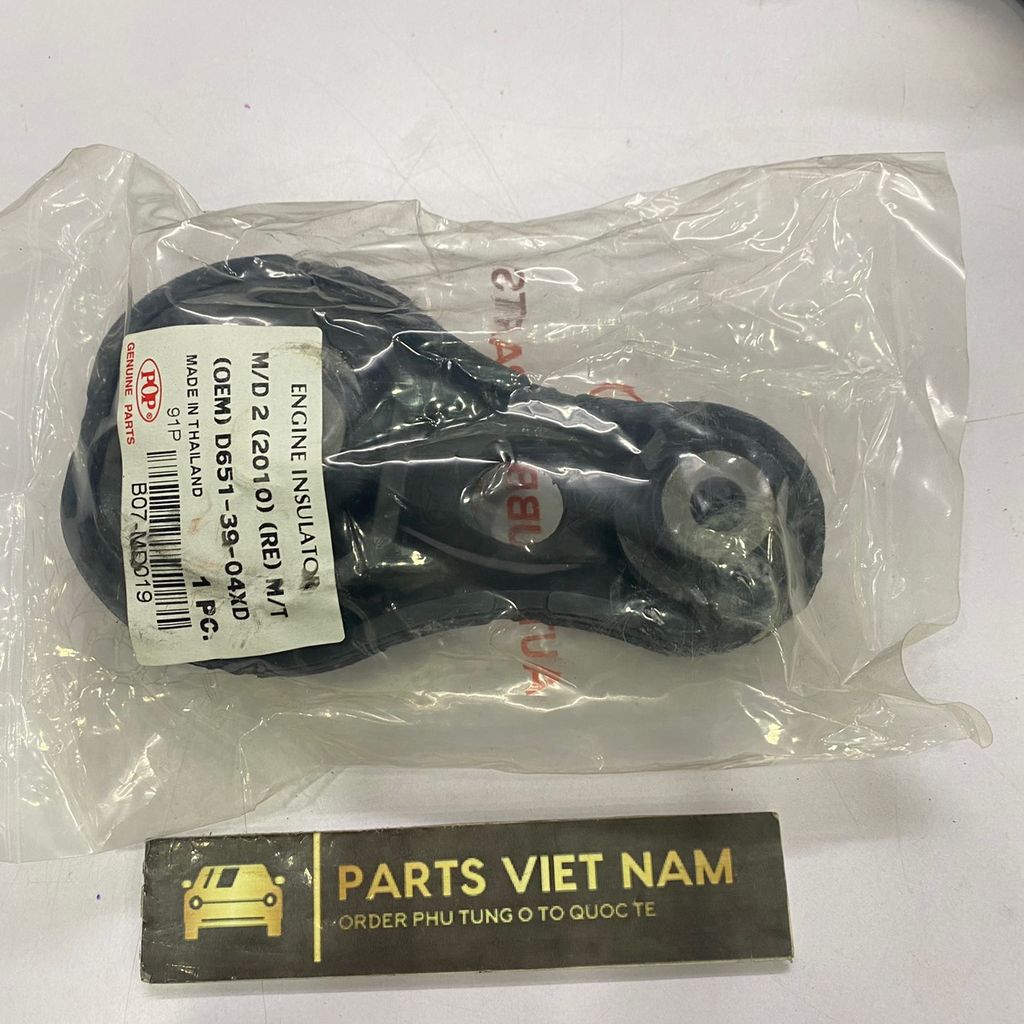 ENGINE INSULATOR
M/D 2 (2010) (RE) M/T
(OEM) D651-39-04XD
MADE IN THAILAND
1 PC.
91P
B07-MD019
POP®
GENUINE PARTS
PARTS VIET NAM
ORDER PHU TUNG O TO QUOC TE